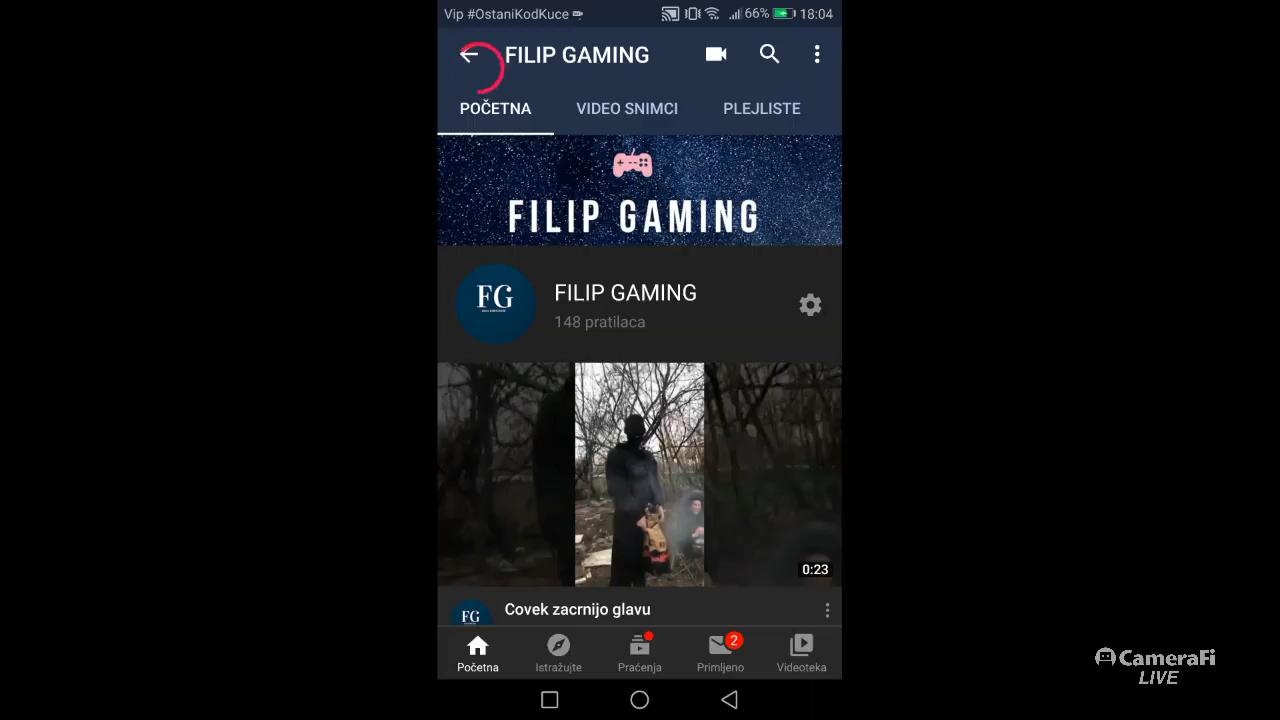 Vip #OstaniKodKuce 66% 18:04
FILIP GAMING
POČETNA VIDEO SNIMCI PLEJLISTE
FILIP GAMING
FG
FILIP GAMING
148 pratilaca
0:23
FG
Covek zacrnijo glavu
2
Početna Istražujte Praćenja Primljeno Videoteka
CameraFi
LIVE